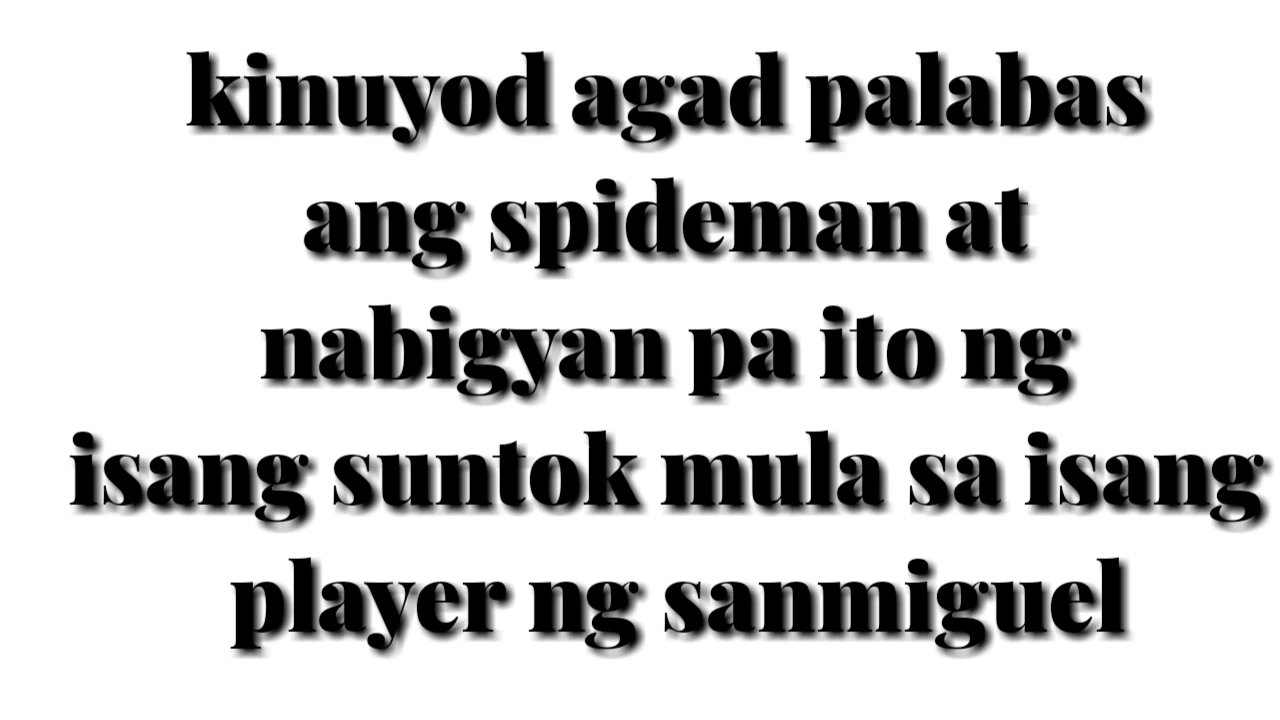 kinuyod agad palabas
ang spideman at
nabigyan pa ito ng
isang suntok mula sa isang
player ng sanmiguel